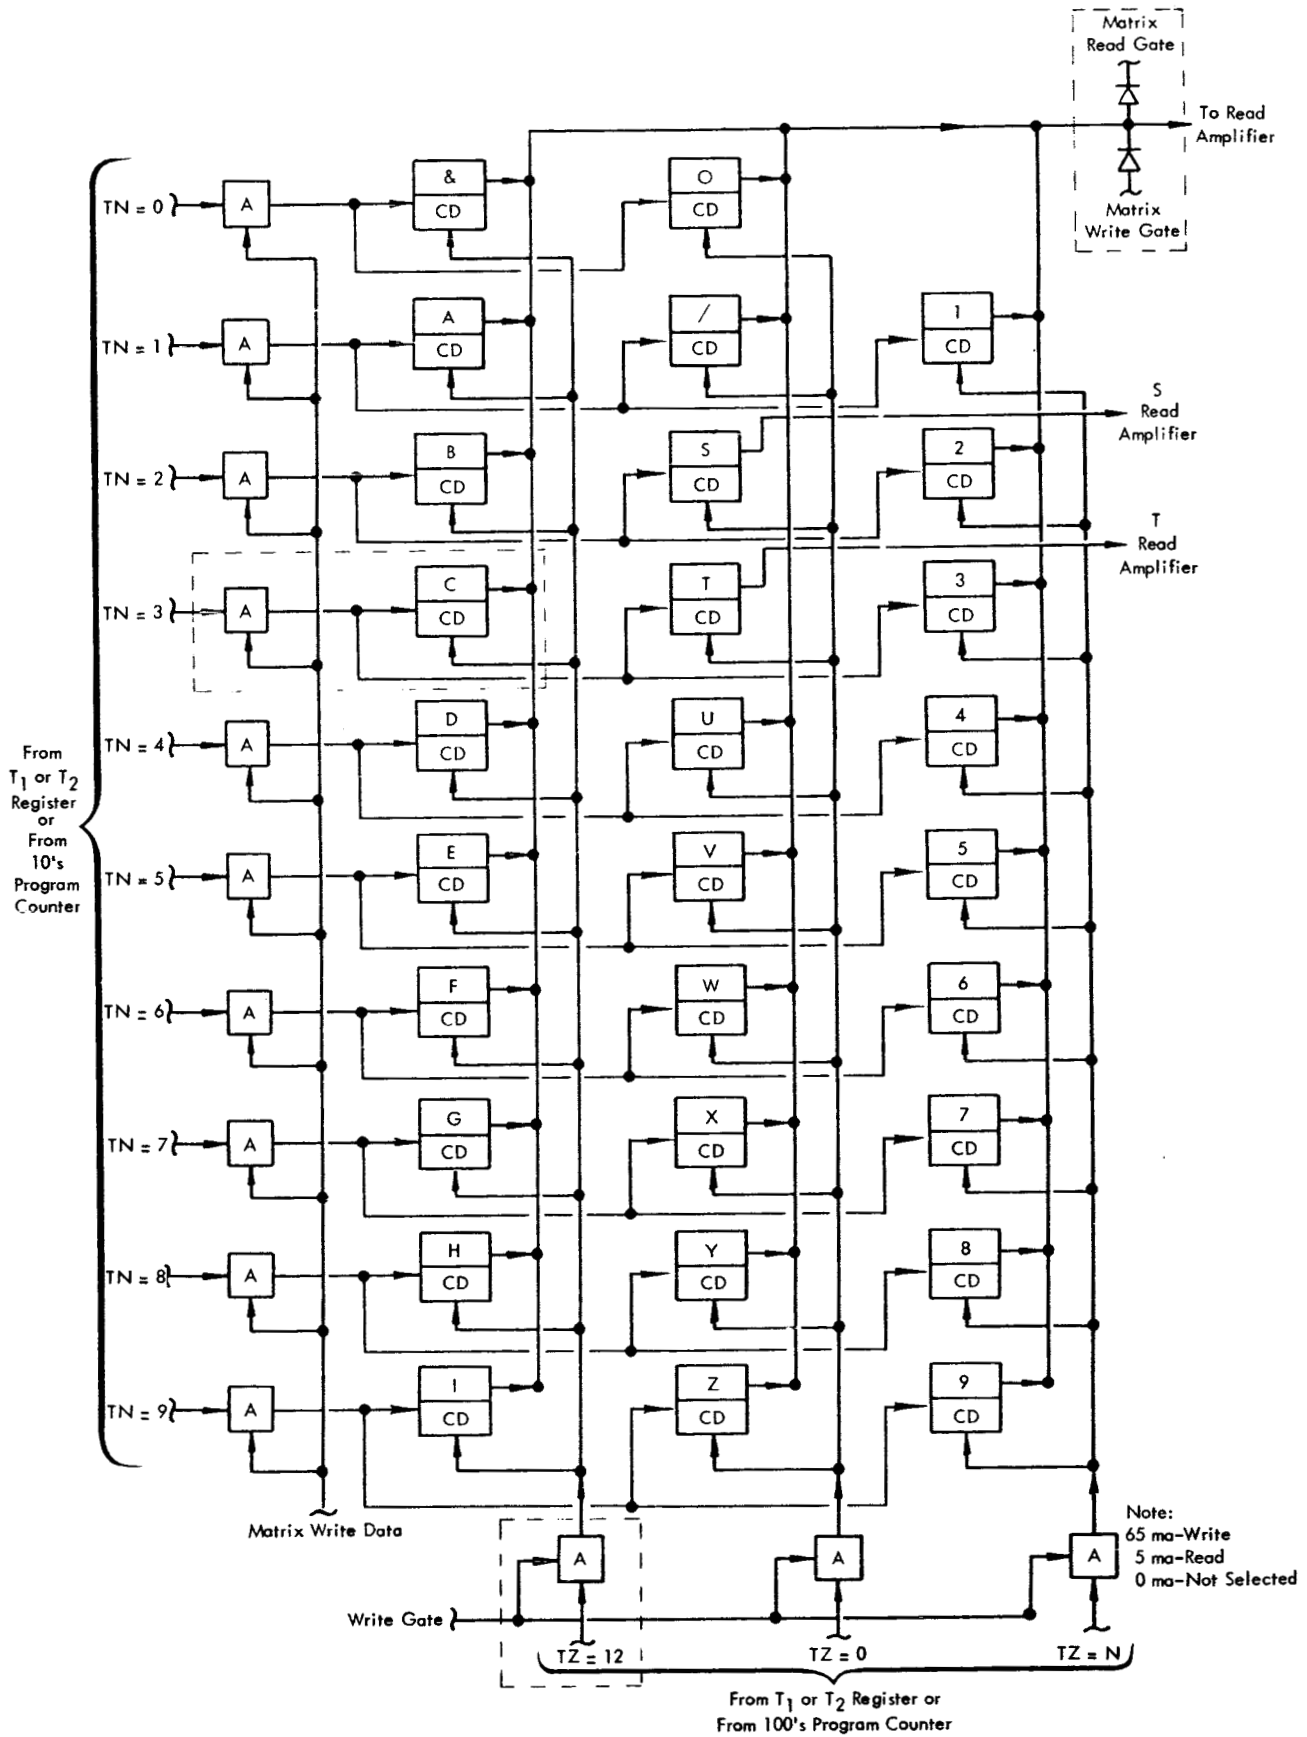 Matrix
Read Gate
To Read
Amplifier
Matrix
Write Gate
TN = 0
A
&
CD
O
CD
TN = 1
A
A
CD
/
CD
1
CD
S
Read
Amplifier
TN = 2
A
B
CD
S
CD
2
CD
T
Read
Amplifier
TN = 3
A
C
CD
T
CD
3
CD
TN = 4
A
D
CD
U
CD
4
CD
From
T1 or T2
Register
or
From
10's
Program
Counter
TN = 5
A
E
CD
V
CD
5
CD
TN = 6
A
F
CD
W
CD
6
CD
TN = 7
A
G
CD
X
CD
7
CD
TN = 8
A
H
CD
Y
CD
8
CD
TN = 9
A
I
CD
Z
CD
9
CD
Matrix Write Data
A
A
A
Note:
65 ma-Write
5 ma-Read
0 ma-Not Selected
Write Gate
TZ = 12
TZ = 0
TZ = N
From T1 or T2 Register or
From 100's Program Counter